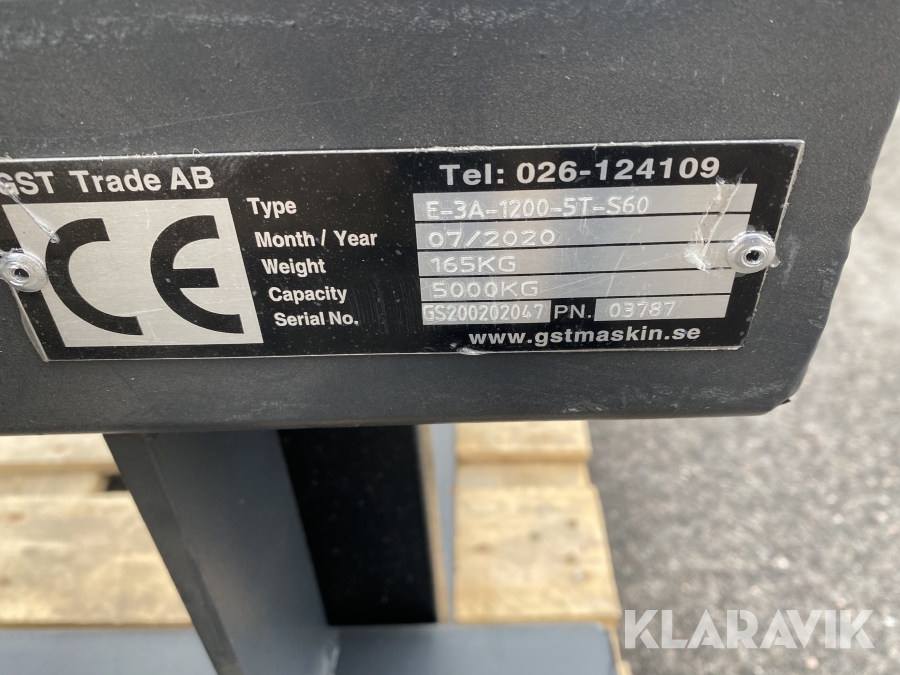 GST Trade AB
Tel: 026-124109
CE
Type E-3A-1200-5T-S60
Month / Year 07/2020
Weight 165KG
Capacity 5000KG
Serial No. GS200202047 PN. 03787
www.gstmaskin.se
KLARAVIK